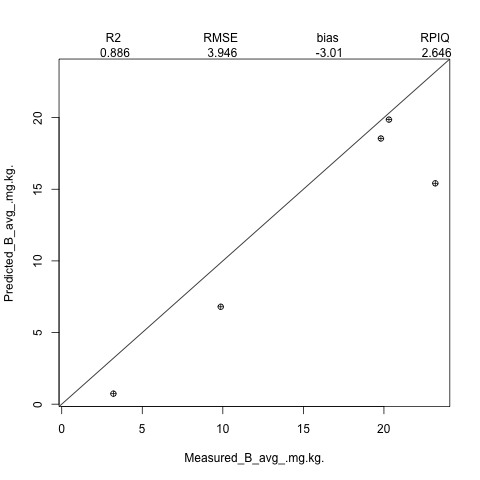 R2 RMSE bias RPIQ
0.886 3.946 -3.01 2.646
Predicted_B_avg_.mg.kg.
20
15
10
5
0
0 5 10 15 20
Measured_B_avg_.mg.kg.